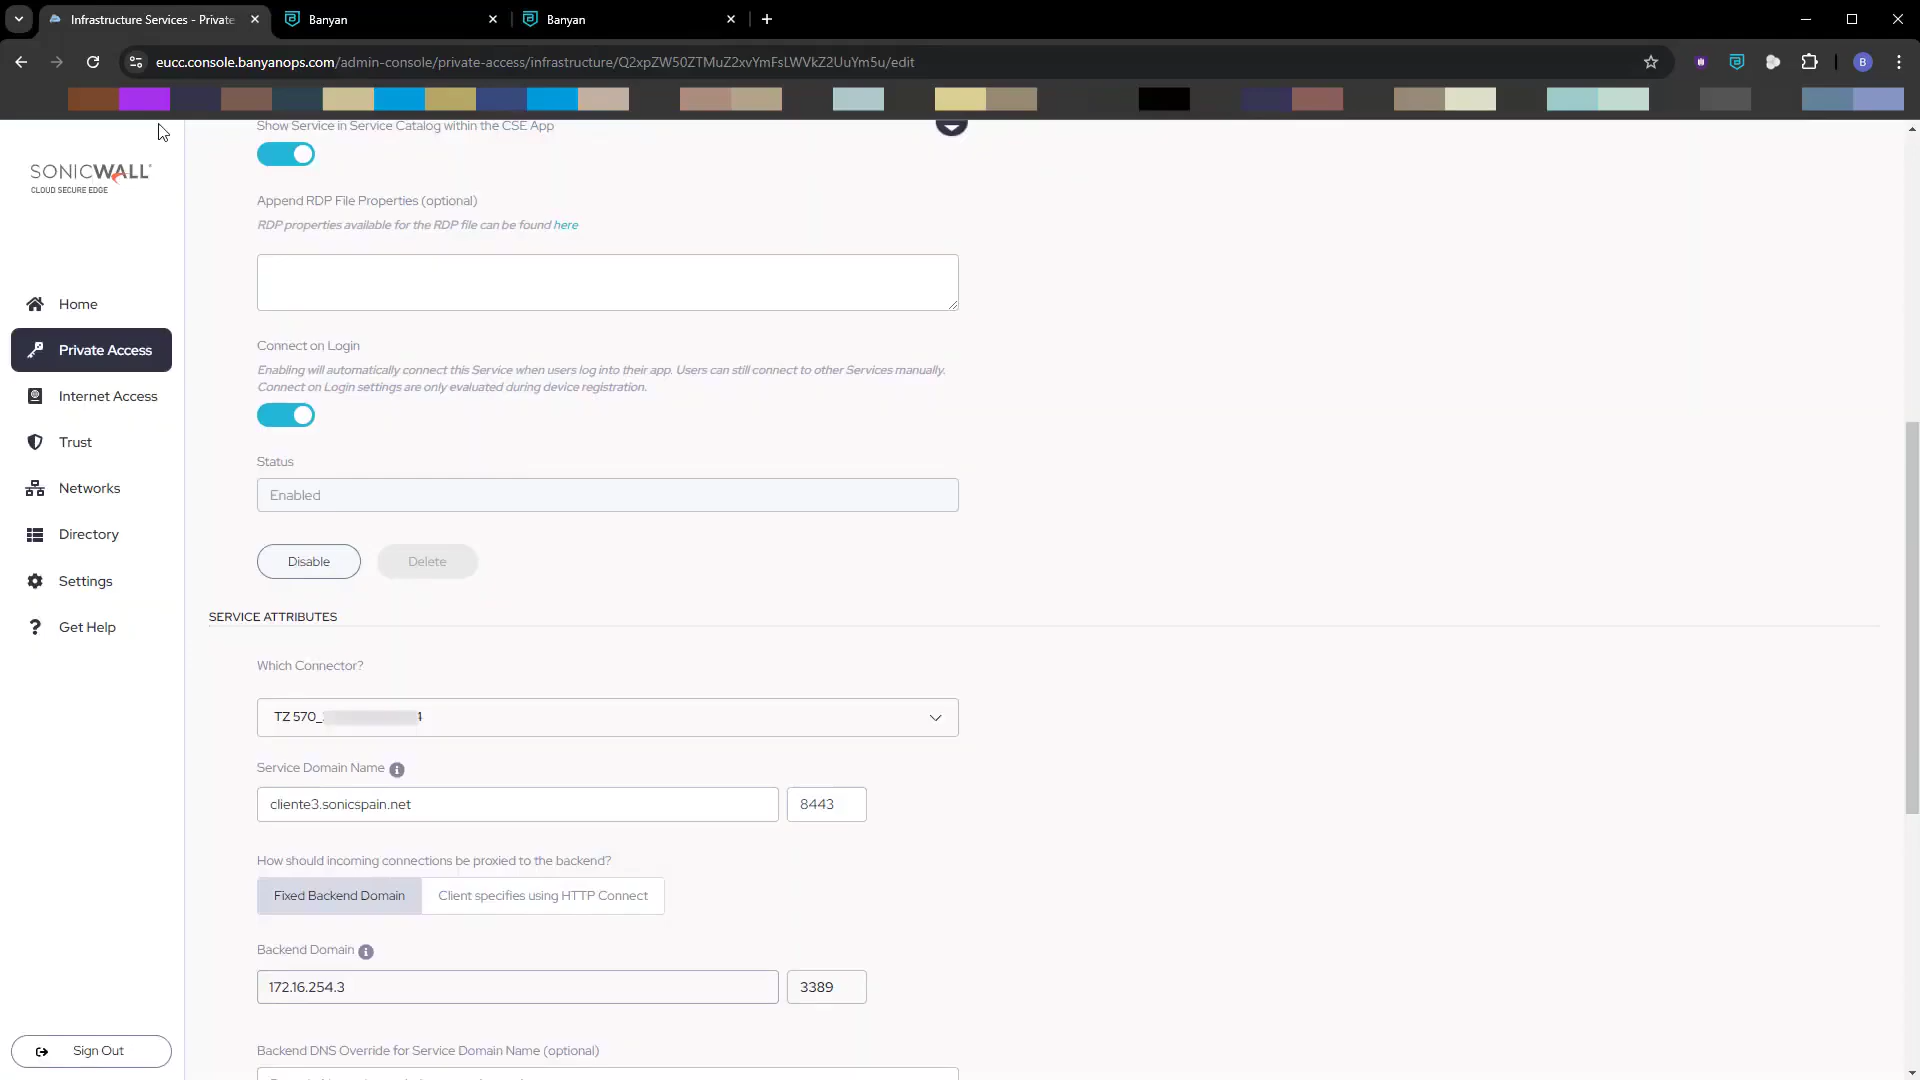 Infrastructure Services - Private
Banyan
Banyan
eucc.console.banyanops.com/admin-console/private-access/infrastructure/Q2xpZW50ZTMuZ2xvYmFsLWVkZ2UuYm5u/edit
B
SONICWALL
CLOUD SECURE EDGE
Home
Private Access
Internet Access
Trust
Networks
Directory
Settings
Get Help
Sign Out
Show Service in Service Catalog within the CSE App
Append RDP File Properties (optional)
RDP properties available for the RDP file can be found here
Connect on Login
Enabling will automatically connect this Service when users log into their app. Users can still connect to other Services manually.
Connect on Login settings are only evaluated during device registration.
Status
Enabled
Disable Delete
SERVICE ATTRIBUTES
Which Connector?
TZ 570_
Service Domain Name
cliente3.sonicspain.net 8443
How should incoming connections be proxied to the backend?
Fixed Backend Domain Client specifies using HTTP Connect
Backend Domain
172.16.254.3 3389
Backend DNS Override for Service Domain Name (optional)